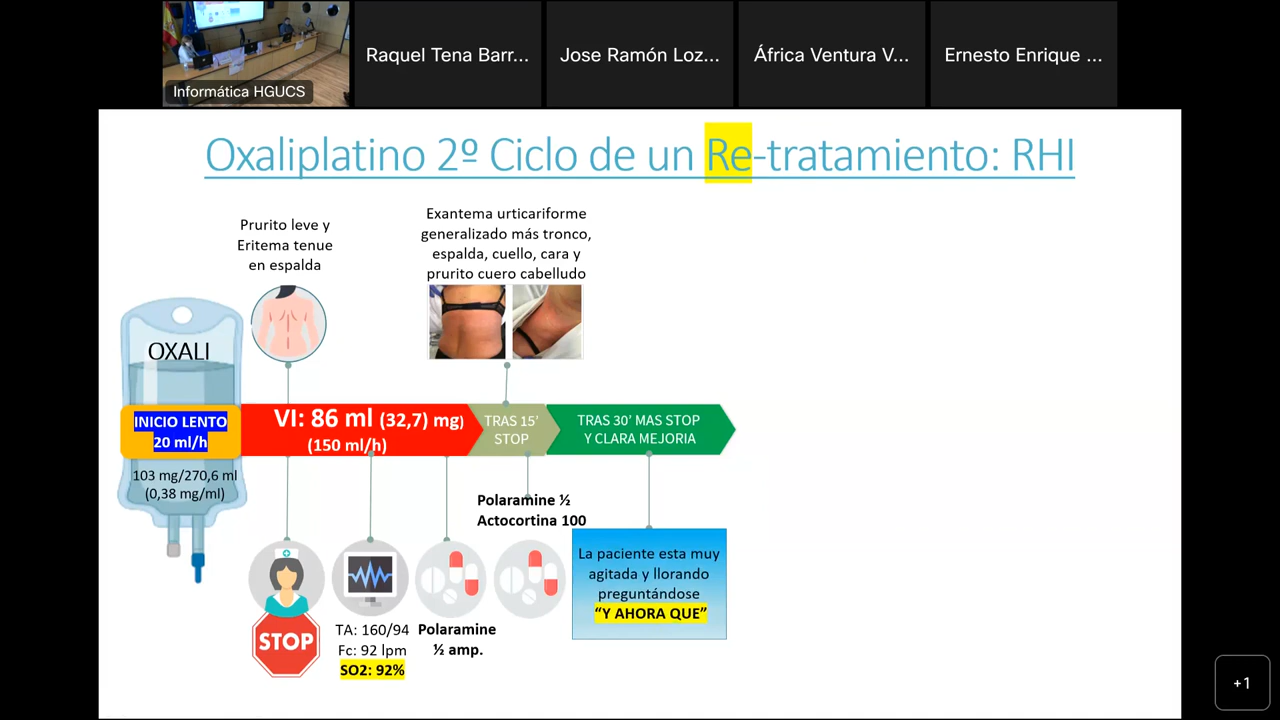 Informática HGUCS
Raquel Tena Barr...
Jose Ramón Loz...
África Ventura V...
Ernesto Enrique ...
Oxaliplatino 2º Ciclo de un Re-tratamiento: RHI
Prurito leve y
Eritema tenue
en espalda
Exantema urticariforme
generalizado más tronco,
espalda, cuello, cara y
prurito cuero cabelludo
OXALI
INICIO LENTO
20 ml/h
VI: 86 ml (32,7) mg)
(150 ml/h)
TRAS 15’
STOP
TRAS 30’ MAS STOP
Y CLARA MEJORIA
103 mg/270,6 ml
(0,38 mg/ml)
Polaramine ½
Actocortina 100
STOP
TA: 160/94
Fc: 92 lpm
SO2: 92%
Polaramine
½ amp.
La paciente esta muy
agitada y llorando
preguntándose
“Y AHORA QUE”
+1